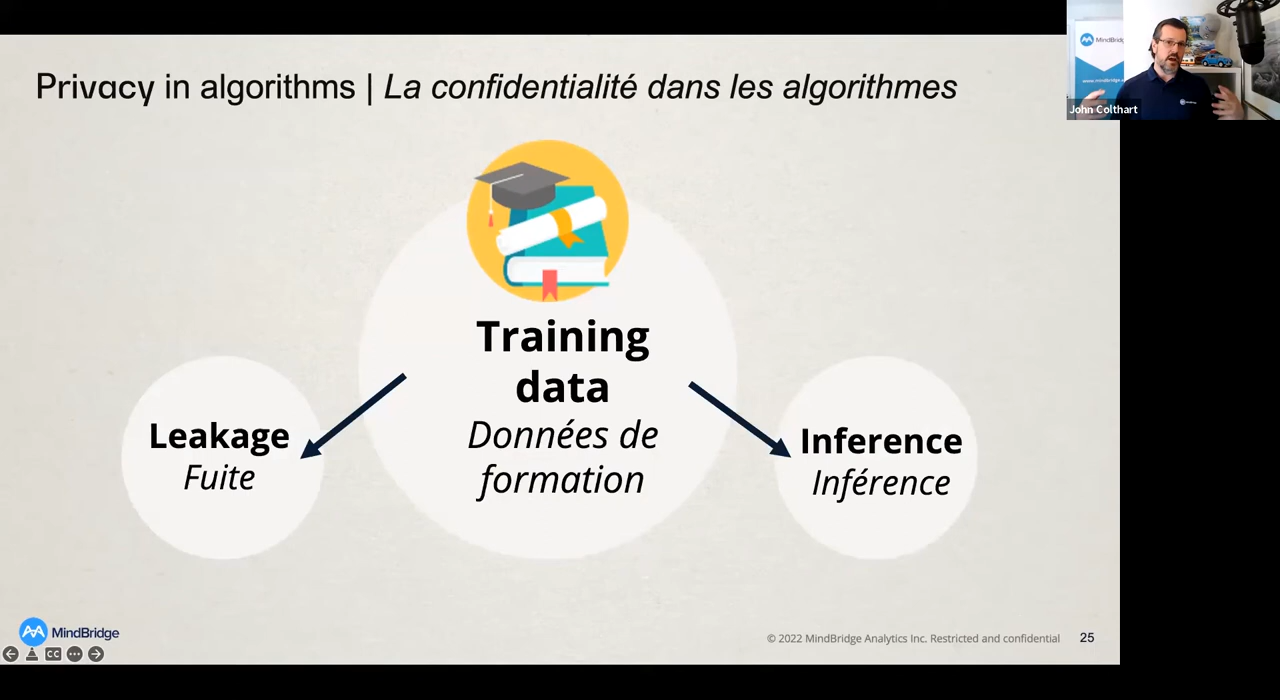 Privacy in algorithms | La confidentialité dans les algorithmes
MindBridge
John Colthart
Training
data
Données de
formation
Leakage
Fuite
Inference
Inférence
MindBridge
© 2022 MindBridge Analytics Inc. Restricted and confidential
25
CC